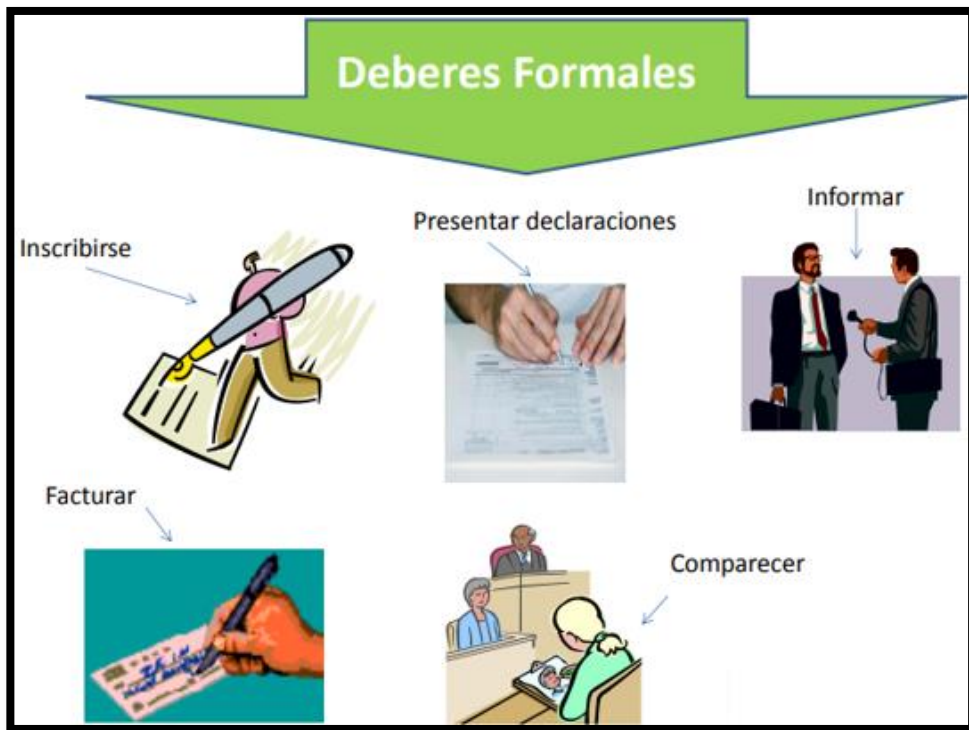 Deberes Formales
Informar
Presentar declaraciones
Inscribirse
Facturar
Comparecer